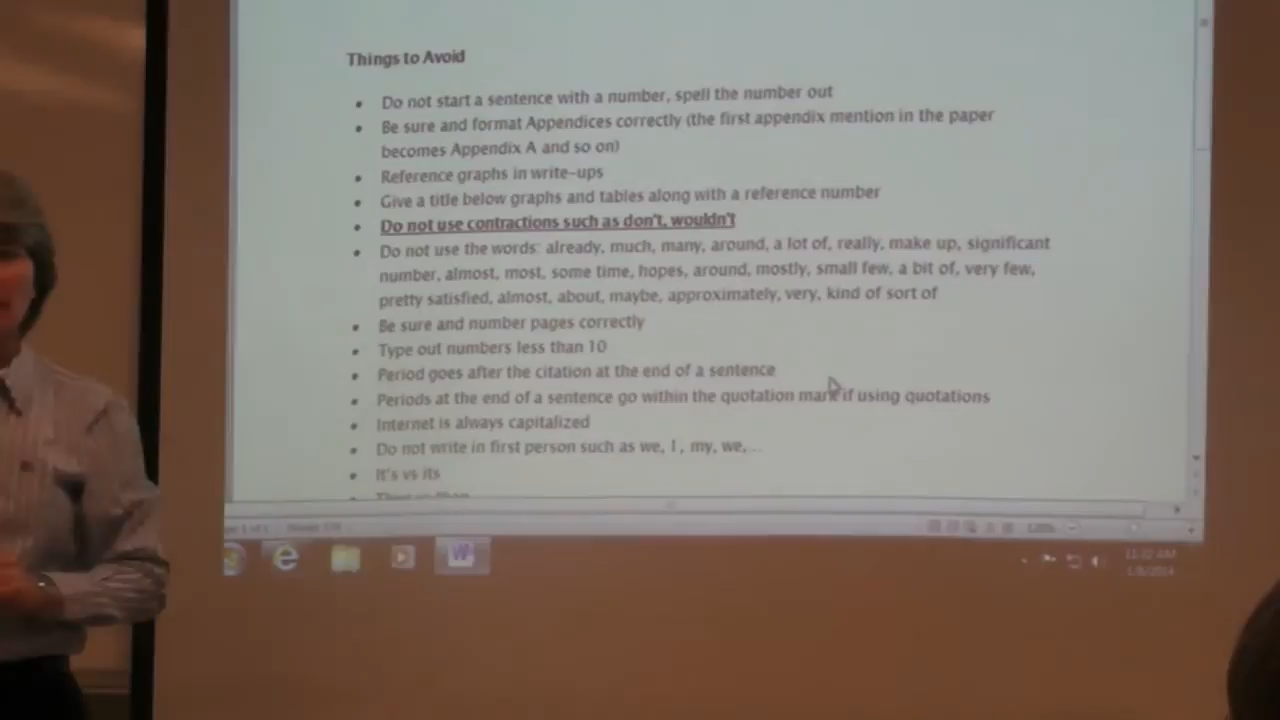 Things to Avoid
• Do not start a sentence with a number, spell the number out
• Be sure and format Appendices correctly (the first appendix mention in the paper
becomes Appendix A and so on)
• Reference graphs in write-ups
• Give a title below graphs and tables along with a reference number
• Do not use contractions such as don't, wouldn't
• Do not use the words: already, much, many, around, a lot of, really, make up, significant
number, almost, most, some time, hopes, around, mostly, small few, a bit of, very few,
pretty satisfied, almost, about, maybe, approximately, very, kind of sort of
• Be sure and number pages correctly
• Type out numbers less than 10
• Period goes after the citation at the end of a sentence
• Periods at the end of a sentence go within the quotation mark if using quotations
• Internet is always capitalized
• Do not write in first person such as we, I, my, we,...
• It's vs its
11:32 AM